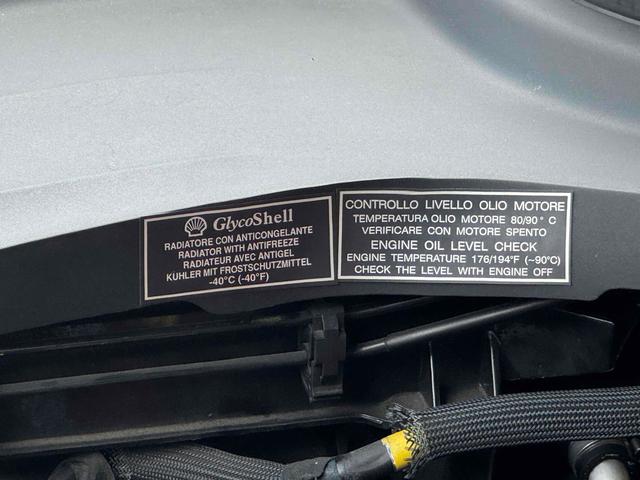 GlycoShell
RADIATORE CON ANTICONGELANTE
RADIATOR WITH ANTIFREEZE
RADIATEUR AVEC ANTIGEL
KUHLER MIT FROSTSCHUTZMITTEL
-40°C (-40°F)
CONTROLLO LIVELLO OLIO MOTORE
TEMPERATURA OLIO MOTORE 80/90° C
VERIFICARE CON MOTORE SPENTO
ENGINE OIL LEVEL CHECK
ENGINE TEMPERATURE 176/194°F (~90°C)
CHECK THE LEVEL WITH ENGINE OFF